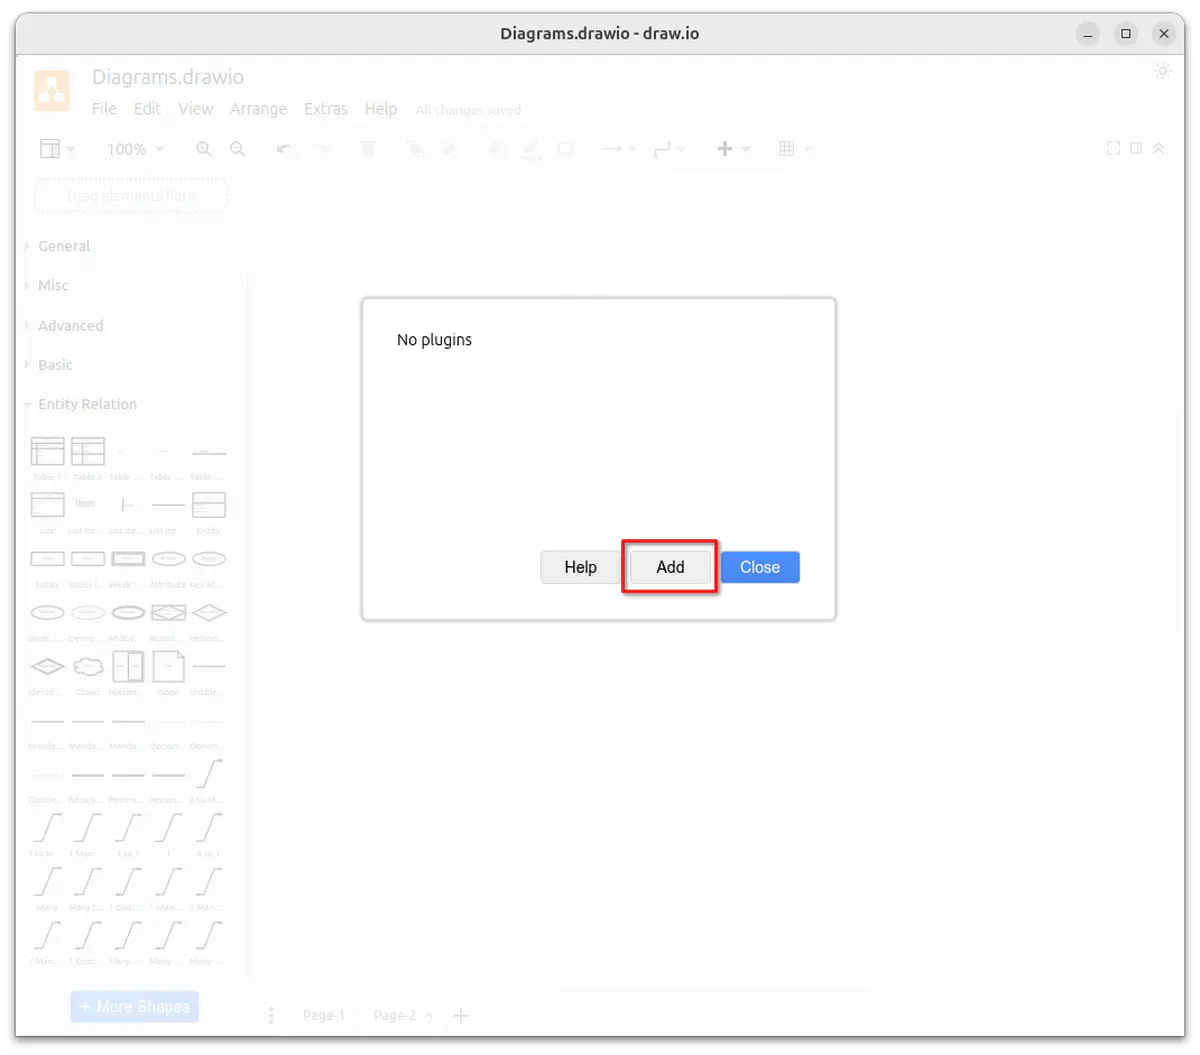 Diagrams.drawio - draw.io
Diagrams.drawio
File Edit View Arrange Extras Help All changes saved
100%
Drag elements here
General
Misc
Advanced
Basic
Entity Relation
Table 1 Table 2 Table ... Table ... Table ...
Item
List List Ite... List Ite... List Ite... Entity
Entity Entity (... Weak ... Attribute Key At...
Weak ... Derive... Multiv... Associ... Relatio...
Identif... Cloud Hierarc... Note Untitle...
Manda... Manda... Manda... Option... Option...
Option... Recurs... Recurs... Recurs... 0 to M...
1 to M... 1 Man... 1 to 1 1 0 to 1
Many Many t... 1 Opti... 1 Man... 1 Man...
1 Man... 1 Opti... Many ... Many ... Many ...
No plugins
Help Add Close
+ More Shapes
Page-1 Page-2